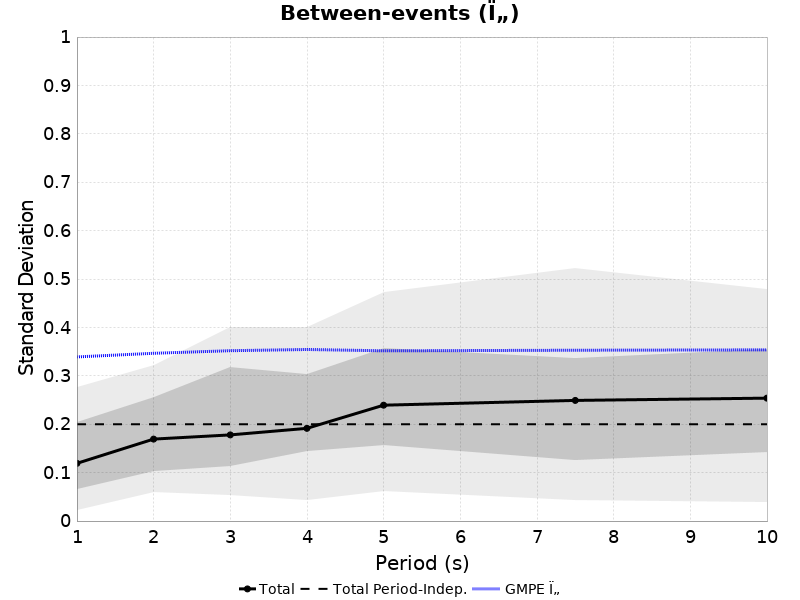 Between-events (Ï„)
1
0.9
0.8
0.7
0.6
0.5
0.4
0.3
0.2
0.1
0
Standard Deviation
1 2 3 4 5 6 7 8 9 10
Period (s)
Total Total Period-Indep. GMPE Ï„